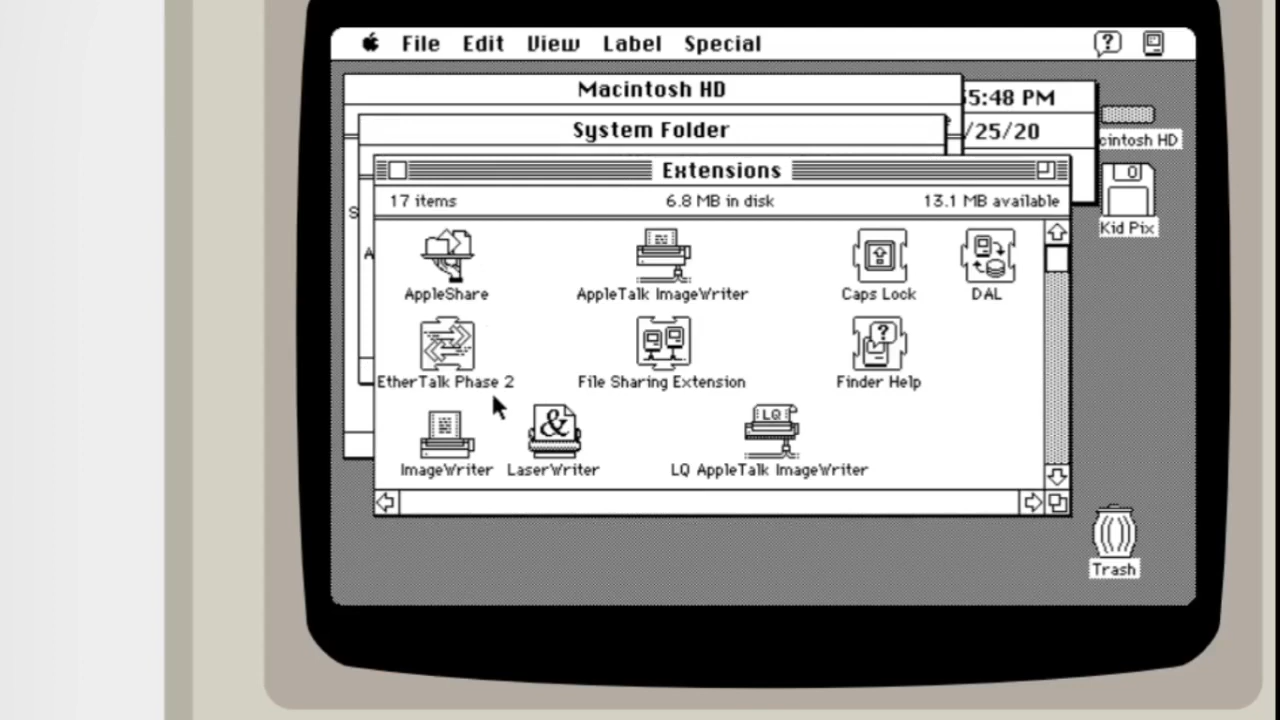 File Edit View Label Special
Macintosh HD
5:48 PM
System Folder
/25/20
cintosh HD
Extensions
17 items 6.8 MB in disk 13.1 MB available
Kid Pix
S
A
AppleShare AppleTalk ImageWriter Caps Lock DAL
EtherTalk Phase 2 File Sharing Extension Finder Help
&
LQ
ImageWriter LaserWriter LQ AppleTalk ImageWriter
Trash